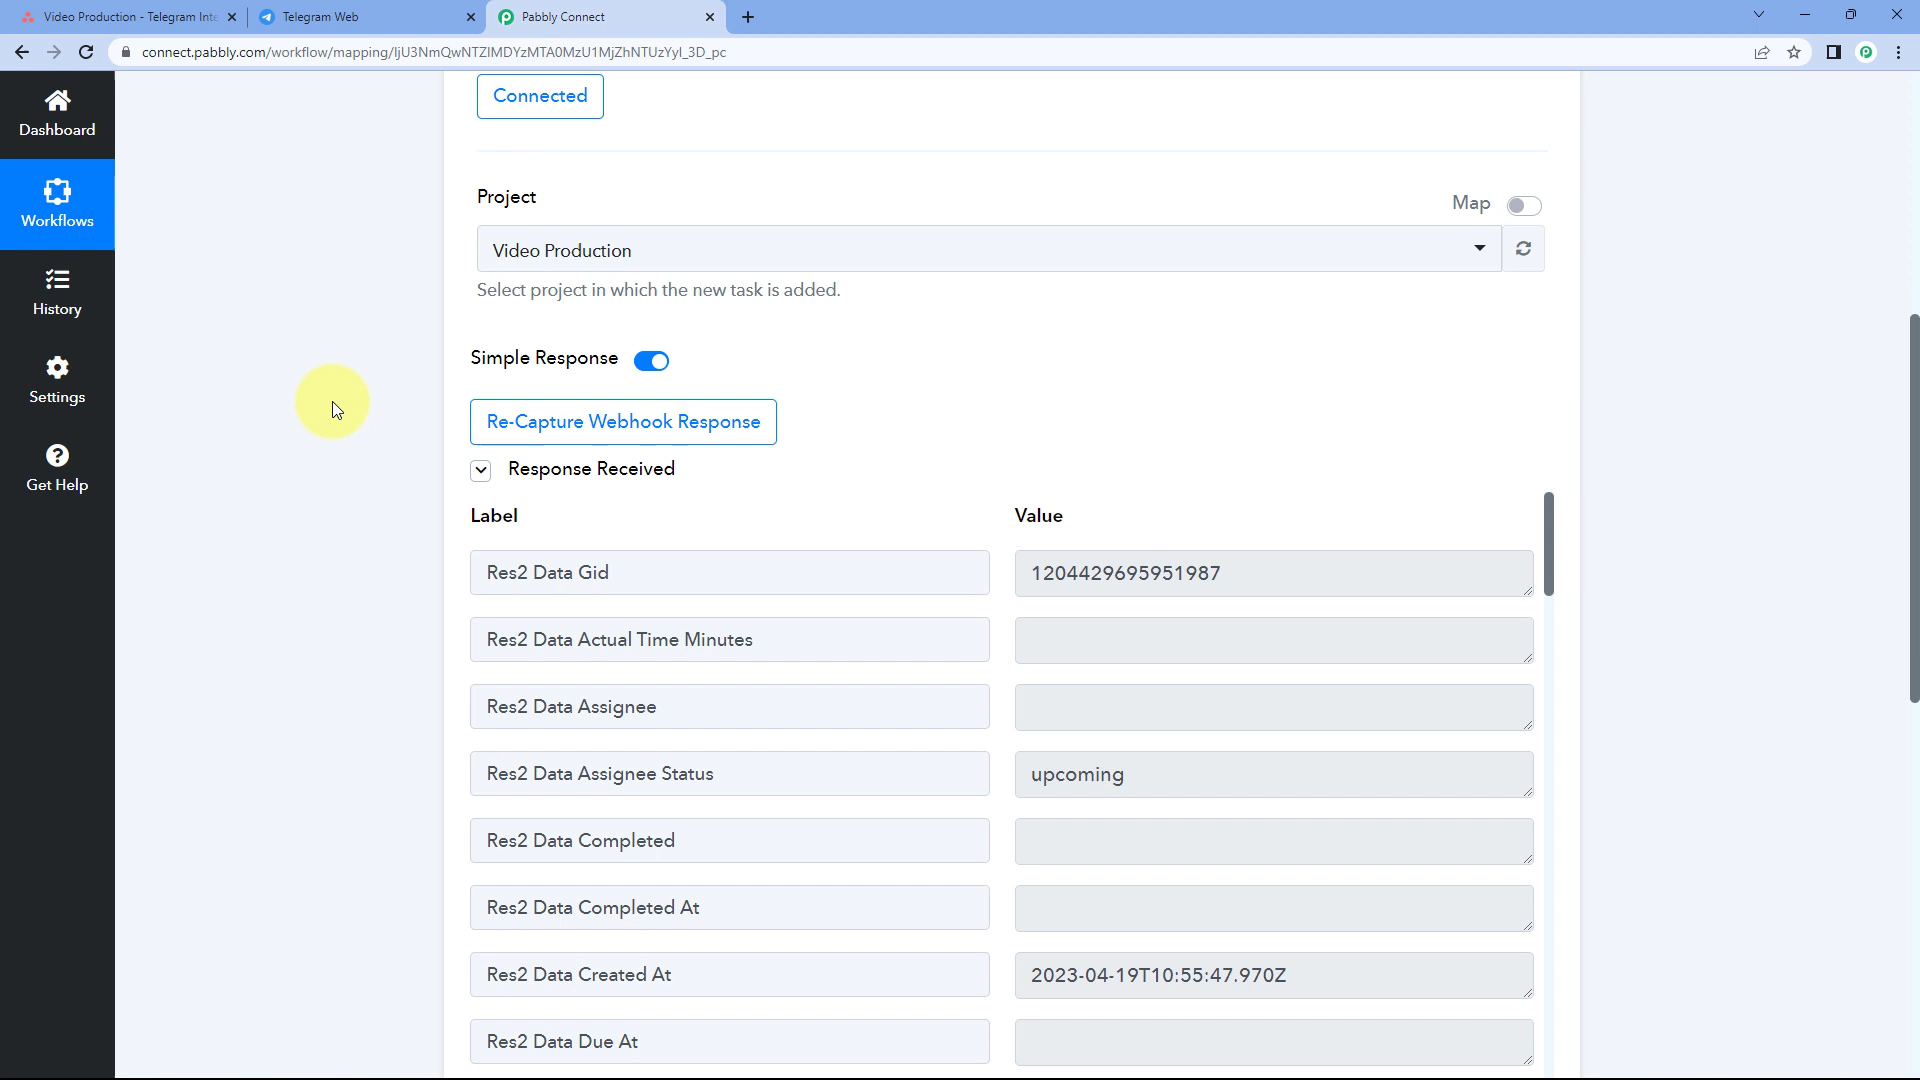 Video Production - Telegram Inte
Telegram Web
Pabbly Connect
connect.pabbly.com/workflow/mapping/IjU3NmQwNTZlMDYzMTA0MzU1MjZhNTUzYyI_3D_pc
Dashboard
Workflows
History
Settings
Get Help
Connected
Project
Map
Video Production
Select project in which the new task is added.
Simple Response
Re-Capture Webhook Response
Response Received
Label
Value
Res2 Data Gid
1204429695951987
Res2 Data Actual Time Minutes
Res2 Data Assignee
Res2 Data Assignee Status
upcoming
Res2 Data Completed
Res2 Data Completed At
Res2 Data Created At
2023-04-19T10:55:47.970Z
Res2 Data Due At